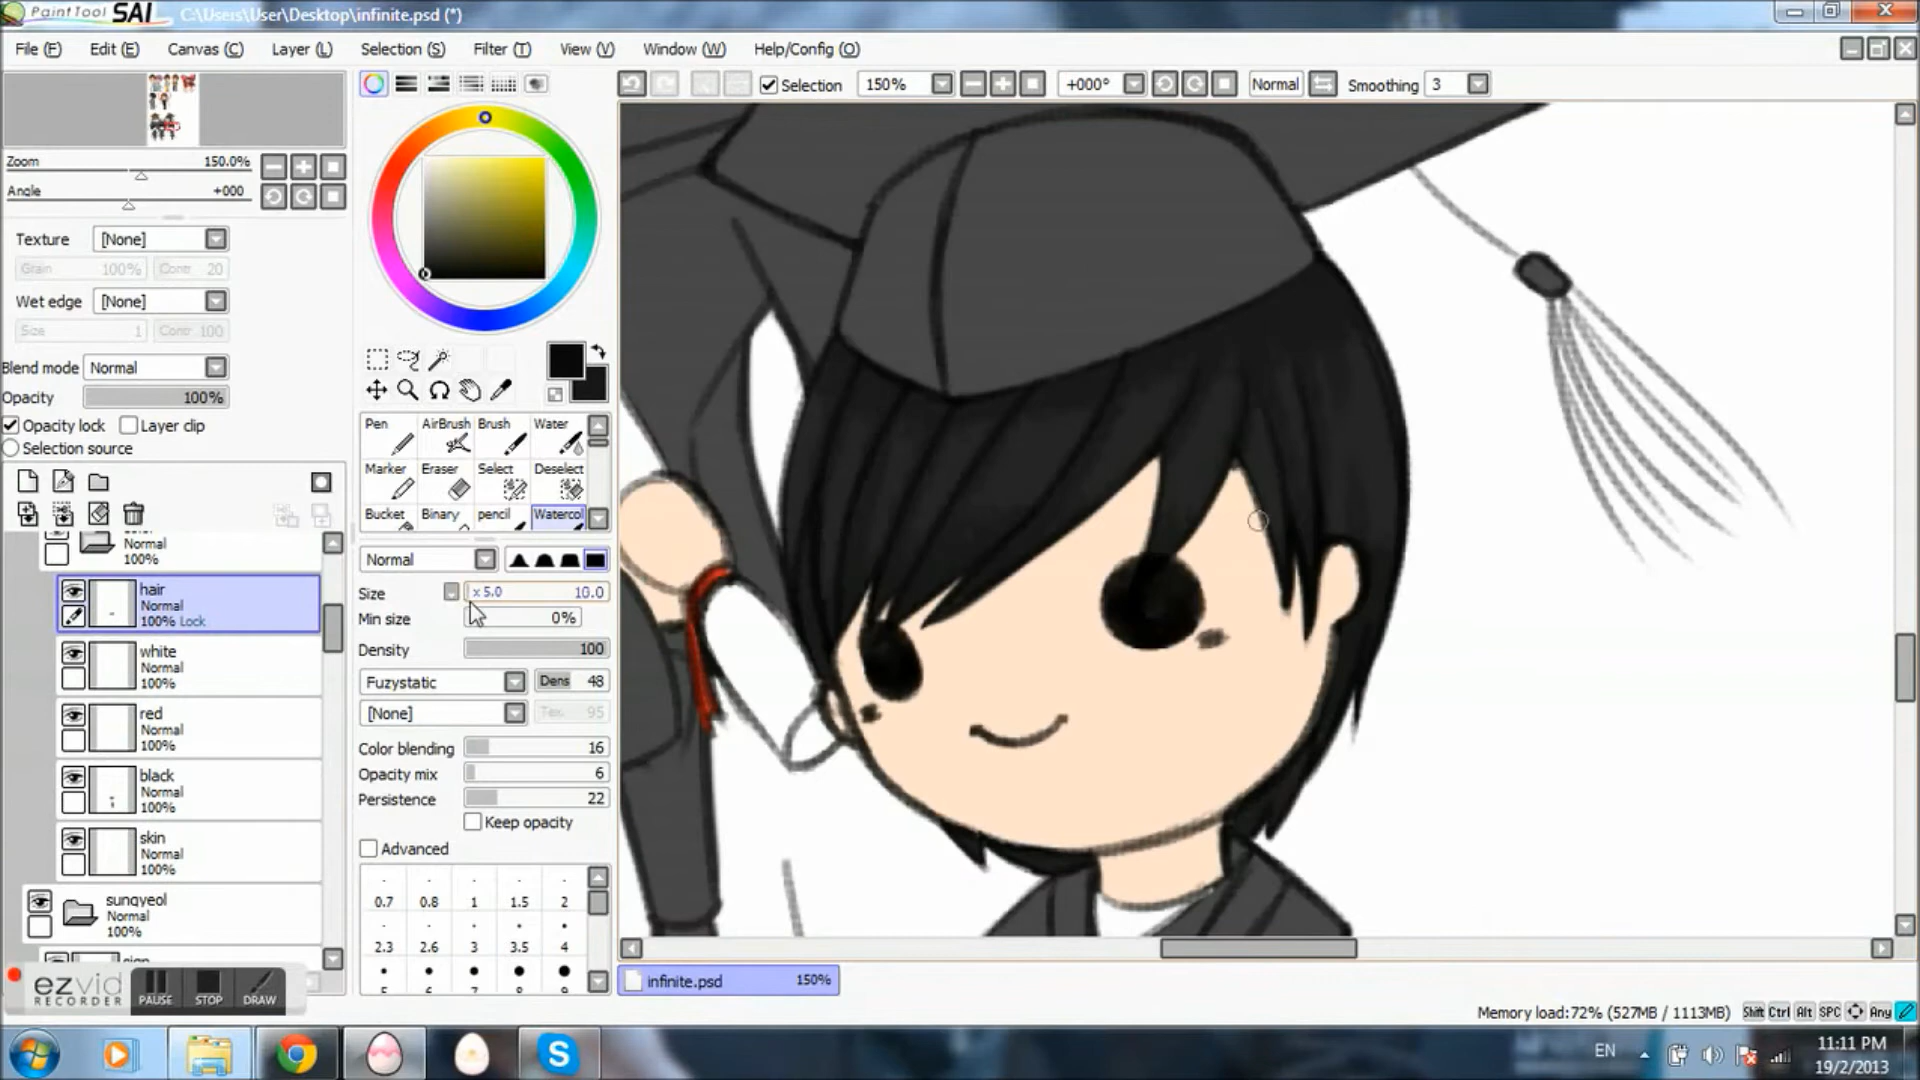 PaintTool SAI C:\Users\User\Desktop\infinite.psd (*)
File (F) Edit (E) Canvas (C) Layer (L) Selection (S) Filter (T) View (V) Window (W) Help/Config (O)
Selection 150% +000° Normal Smoothing 3
Zoom 150.0%
Angle +000
Texture [None]
Grain 100% Contr 20
Wet edge [None]
Size 1 Contr 100
Blend mode Normal
Opacity 100%
Opacity lock Layer clip
Selection source
Normal
100%
hair
Normal
100% Lock
white
Normal
100%
red
Normal
100%
black
Normal
100%
skin
Normal
100%
sungyeol
Normal
100%
Pen AirBrush Brush Water
Marker Eraser Select Deselect
Bucket Binary pencil Watercol
Normal
Size x 5.0 10.0
Min size 0%
Density 100
Fuzystatic Dens 48
[None] Tex 95
Color blending 16
Opacity mix 6
Persistence 22
Keep opacity
Advanced
0.7 0.8 1 1.5 2
2.3 2.6 3 3.5 4
ezvid
RECORDER
PAUSE STOP DRAW
infinite.psd 150%
Memory load:72% (527MB / 1113MB) Shift Ctrl Alt SPC Any
EN
11:11 PM
19/2/2013